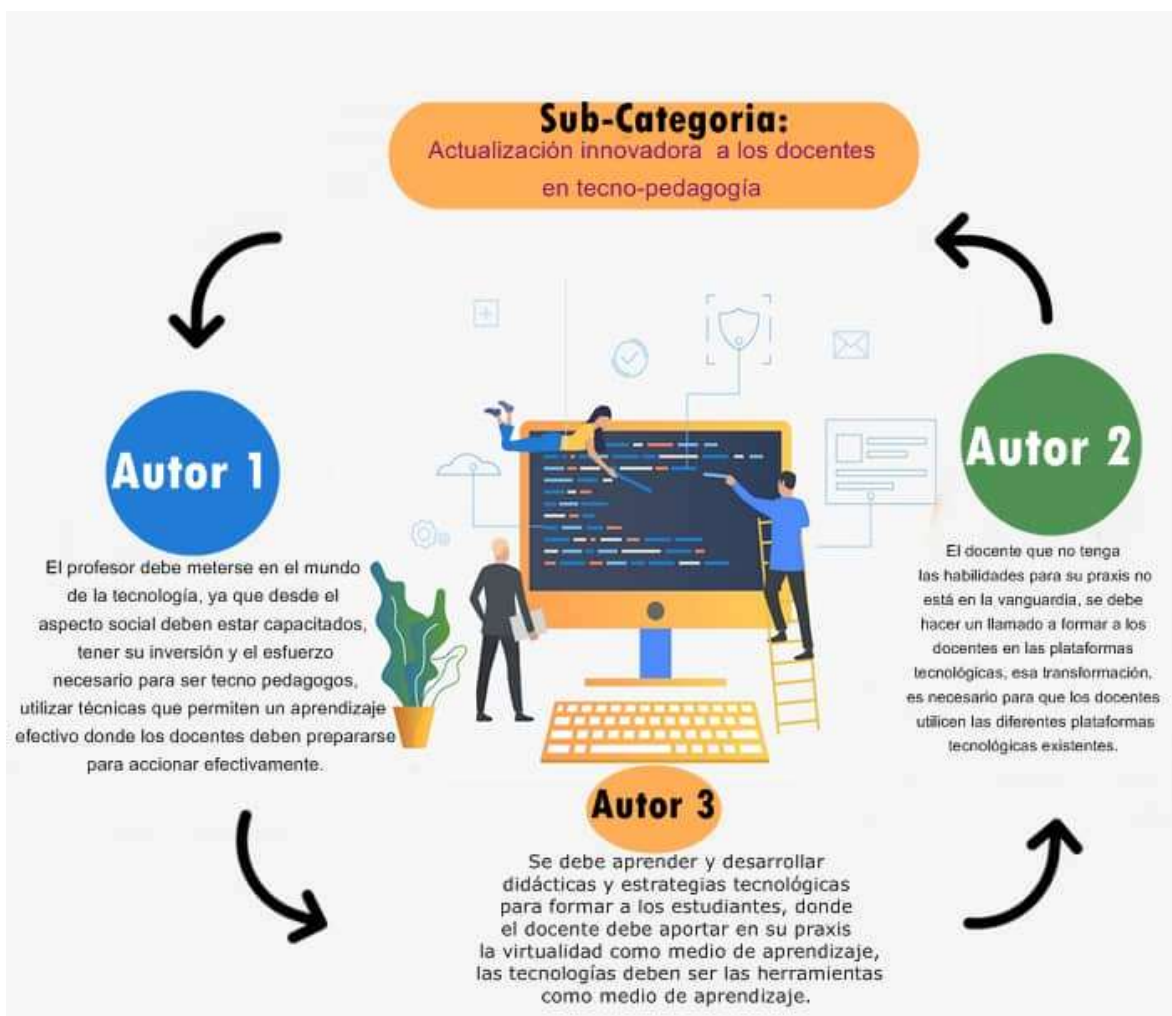 Sub-Categoria:
Actualización innovadora a los docentes
en tecno-pedagogía
Autor 1
El profesor debe meterse en el mundo
de la tecnología, ya que desde el
aspecto social deben estar capacitados,
tener su inversión y el esfuerzo
necesario para ser tecno pedagogos,
utilizar técnicas que permiten un aprendizaje
efectivo donde los docentes deben prepararse
para accionar efectivamente.
Autor 2
El docente que no tenga
las habilidades para su praxis no
está en la vanguardia, se debe
hacer un llamado a formar a los
docentes en las plataformas
tecnológicas, esa transformación,
es necesario para que los docentes
utilicen las diferentes plataformas
tecnológicas existentes.
Autor 3
Se debe aprender y desarrollar
didácticas y estrategias tecnológicas
para formar a los estudiantes, donde
el docente debe aportar en su praxis
la virtualidad como medio de aprendizaje,
las tecnologías deben ser las herramientas
como medio de aprendizaje.